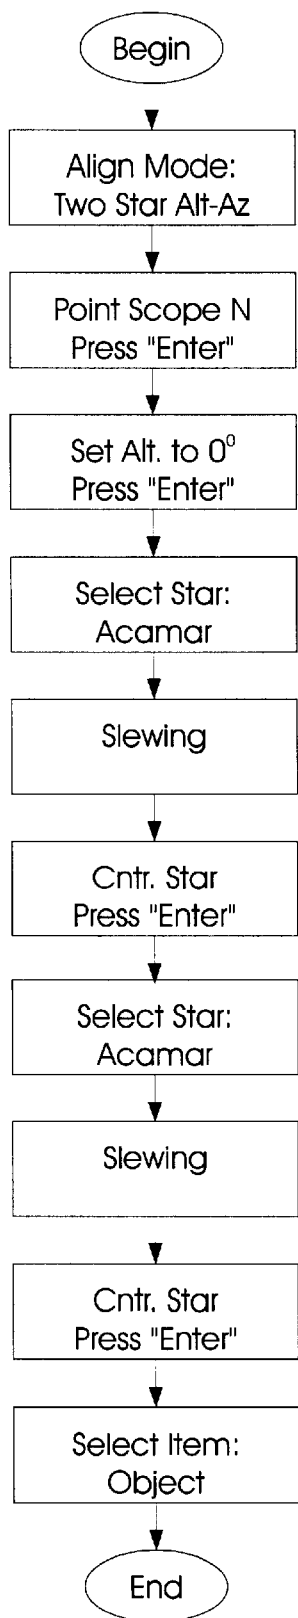 Begin
Align Mode:
Two Star Alt-Az
Point Scope N
Press "Enter"
Set Alt. to 0⁰
Press "Enter"
Select Star:
Acamar
Slewing
Cntr. Star
Press "Enter"
Select Star:
Acamar
Slewing
Cntr. Star
Press "Enter"
Select Item:
Object
End